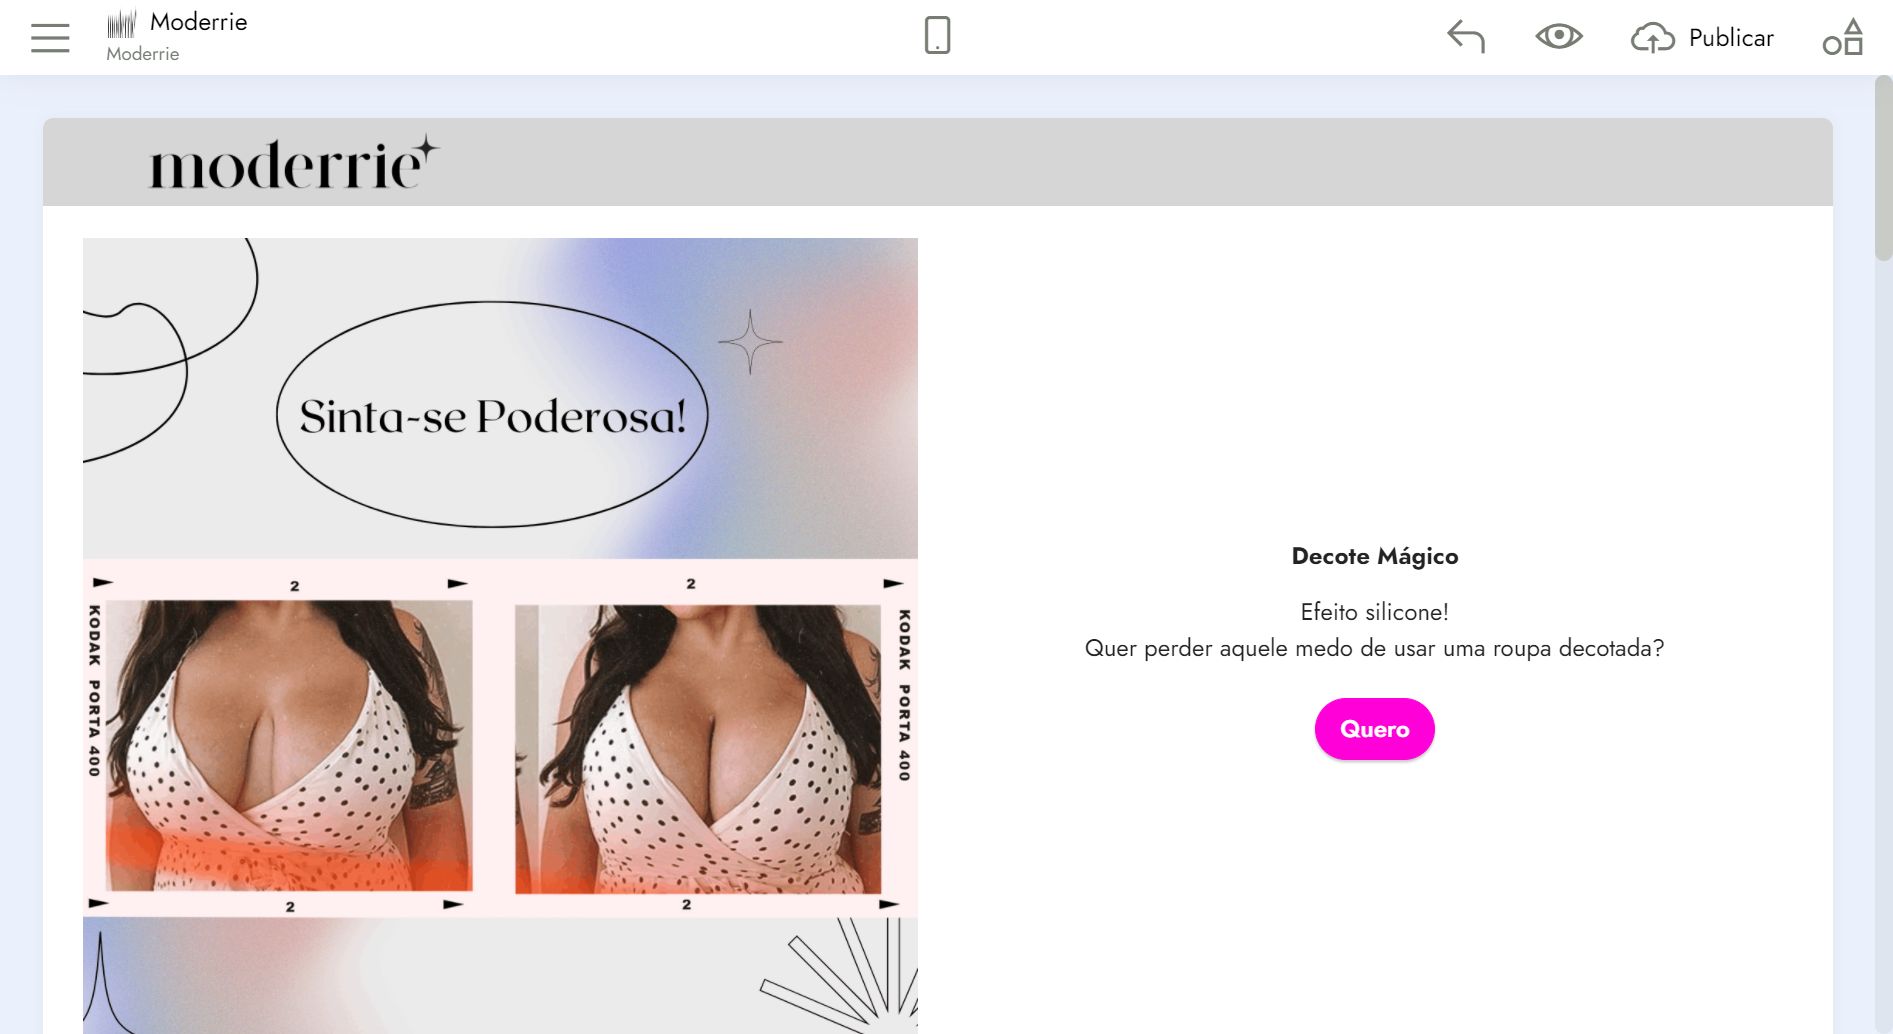 Moderrie
Moderrie
Publicar
moderrie
Sinta-se Poderosa!
2
2
KODAK PORTA 400
KODAK PORTA 400
2
2
Decote Mágico
Efeito silicone!
Quer perder aquele medo de usar uma roupa decotada?
Quero